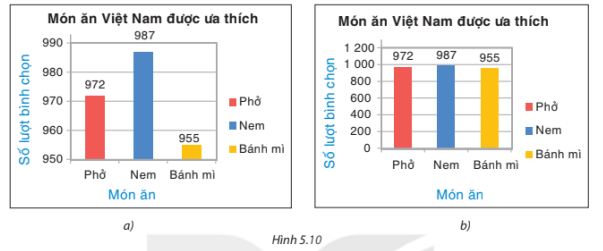 Món ăn Việt Nam được ưa thích
Số lượt bình chọn
990
980
970
960
950
972
987
955
Phở
Nem
Bánh mì
Món ăn
Phở
Nem
Bánh mì
a)
Món ăn Việt Nam được ưa thích
Số lượt bình chọn
1 200
1 000
800
600
400
200
0
972
987
955
Phở
Nem
Bánh mì
Món ăn
Phở
Nem
Bánh mì
b)
Hình 5.10